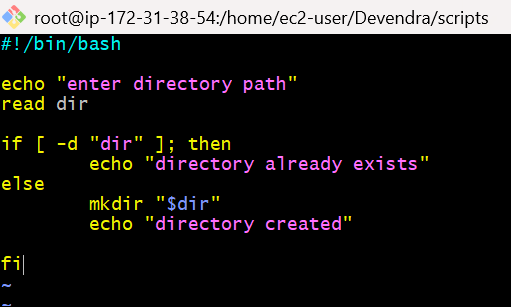 root@ip-172-31-38-54:/home/ec2-user/Devendra/scripts
#!/bin/bash
echo "enter directory path"
read dir
if [ -d "dir" ]; then
        echo "directory already exists"
else
        mkdir "$dir"
        echo "directory created"
fi
~
~